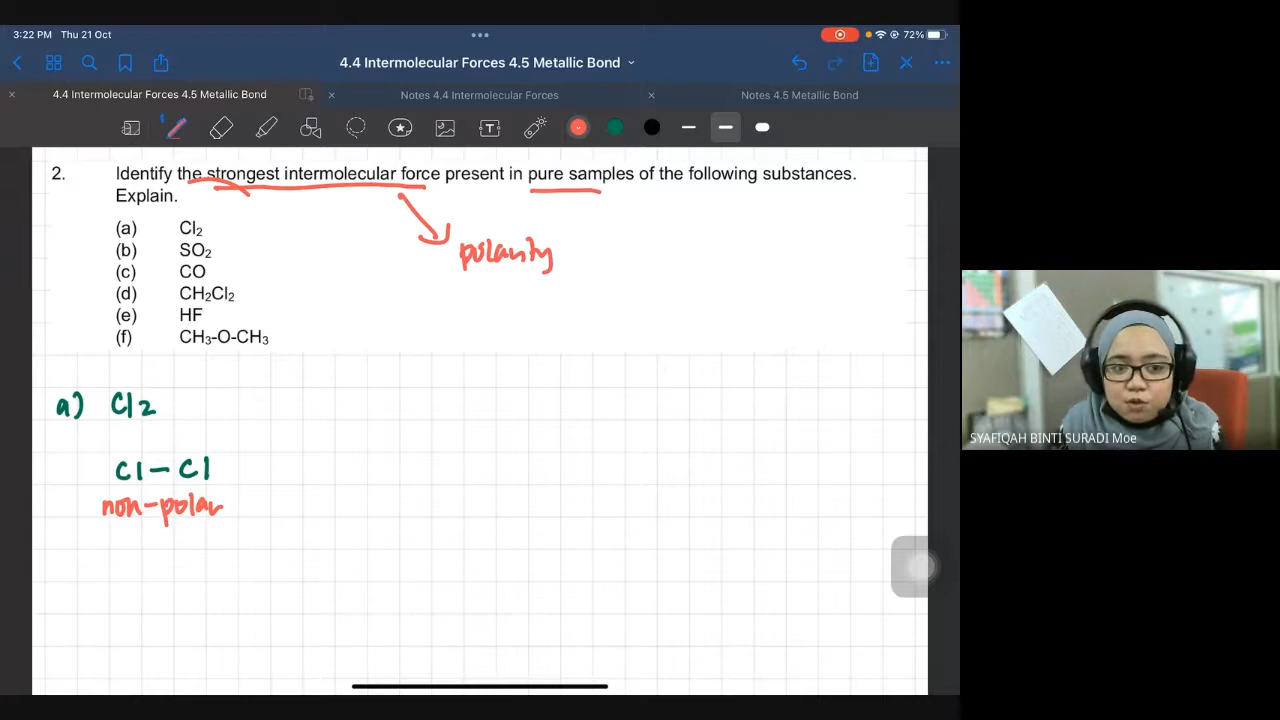 3:22 PM Thu 21 Oct
72%
4.4 Intermolecular Forces 4.5 Metallic Bond
4.4 Intermolecular Forces 4.5 Metallic Bond
Notes 4.4 Intermolecular Forces
Notes 4.5 Metallic Bond
2. Identify the strongest intermolecular force present in pure samples of the following substances.
Explain.
(a) Cl₂
(b) SO₂
(c) CO
(d) CH₂Cl₂
(e) HF
(f) CH₃-O-CH₃
polarity
a) Cl2
Cl-Cl
non-polar
SYAFIQAH BINTI SURADI Moe